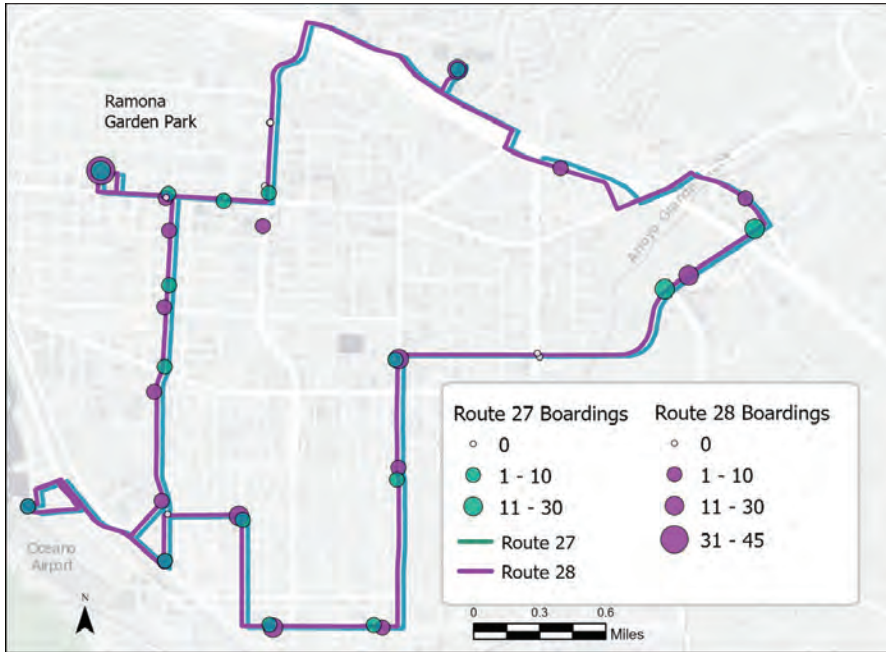 Ramona
Garden Park
Arroyo Grande
Route 27 Boardings
0
1 - 10
11 - 30
Route 27
Route 28
Route 28 Boardings
0
1 - 10
11 - 30
31 - 45
Oceano
Airport
N
0
0.3
0.6
Miles